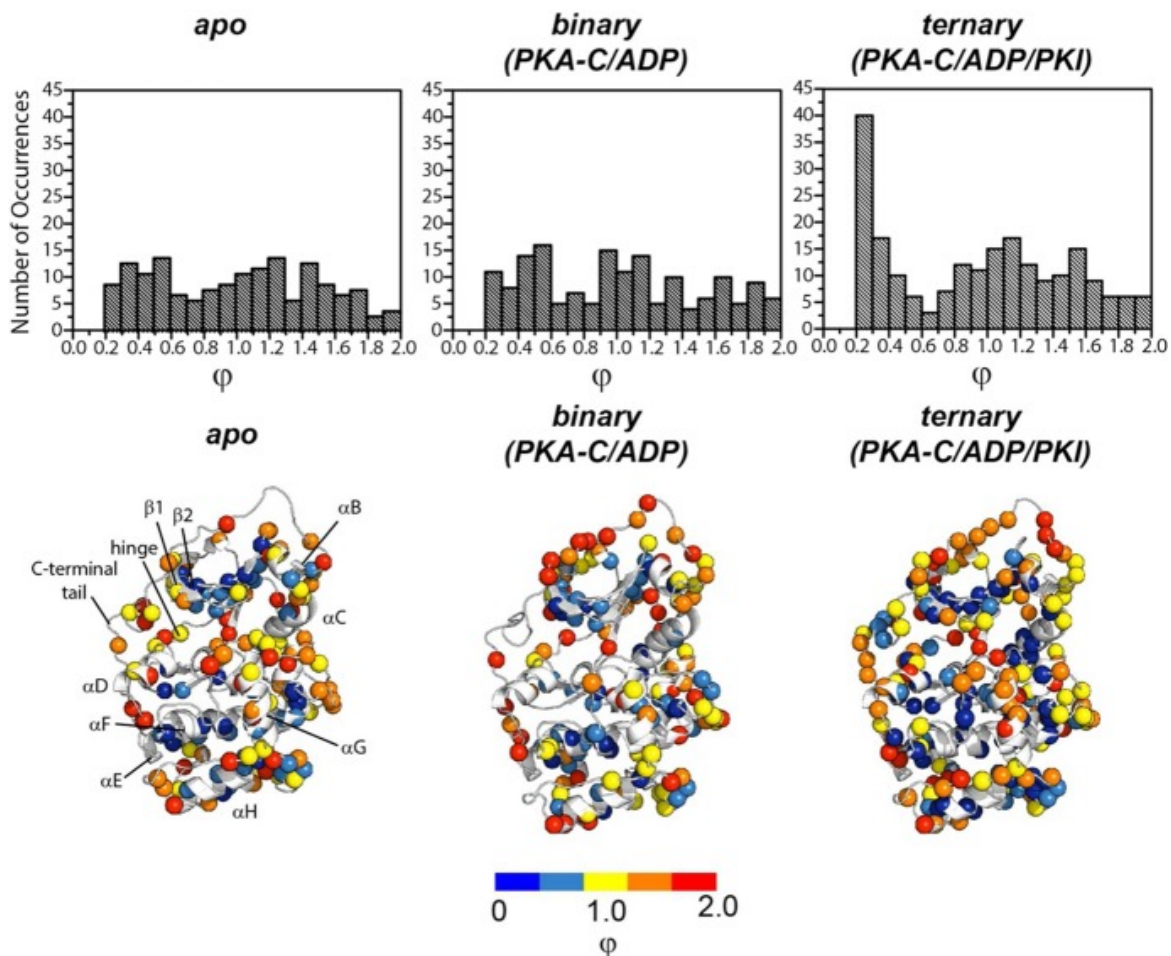 apo
binary
(PKA-C/ADP)
ternary
(PKA-C/ADP/PKI)
Number of Occurrences
45
40
35
30
25
20
15
10
5
0
0.0 0.2 0.4 0.6 0.8 1.0 1.2 1.4 1.6 1.8 2.0
φ
45
40
35
30
25
20
15
10
5
0
0.0 0.2 0.4 0.6 0.8 1.0 1.2 1.4 1.6 1.8 2.0
φ
45
40
35
30
25
20
15
10
5
0
0.0 0.2 0.4 0.6 0.8 1.0 1.2 1.4 1.6 1.8 2.0
φ
apo
binary
(PKA-C/ADP)
ternary
(PKA-C/ADP/PKI)
β1
β2
αB
hinge
C-terminal
tail
αC
αD
αF
αG
αE
αH
0 1.0 2.0
φ